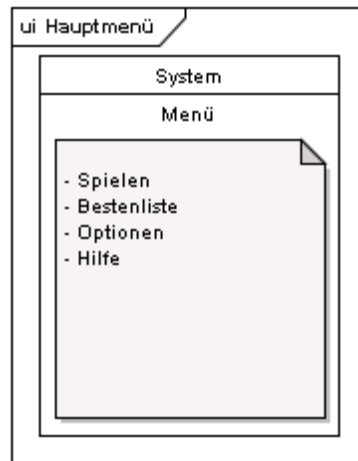 ui Hauptmenü
System
Menü
- Spielen
- Bestenliste
- Optionen
- Hilfe